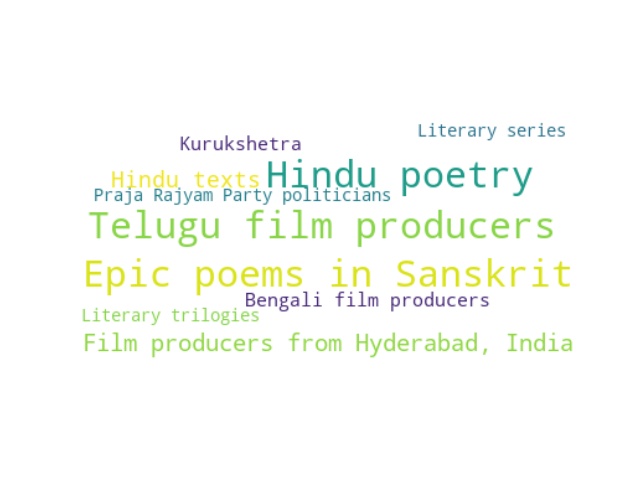 Literary series
Kurukshetra
Hindu texts Hindu poetry
Praja Rajyam Party politicians
Telugu film producers
Epic poems in Sanskrit
Bengali film producers
Literary trilogies
Film producers from Hyderabad, India